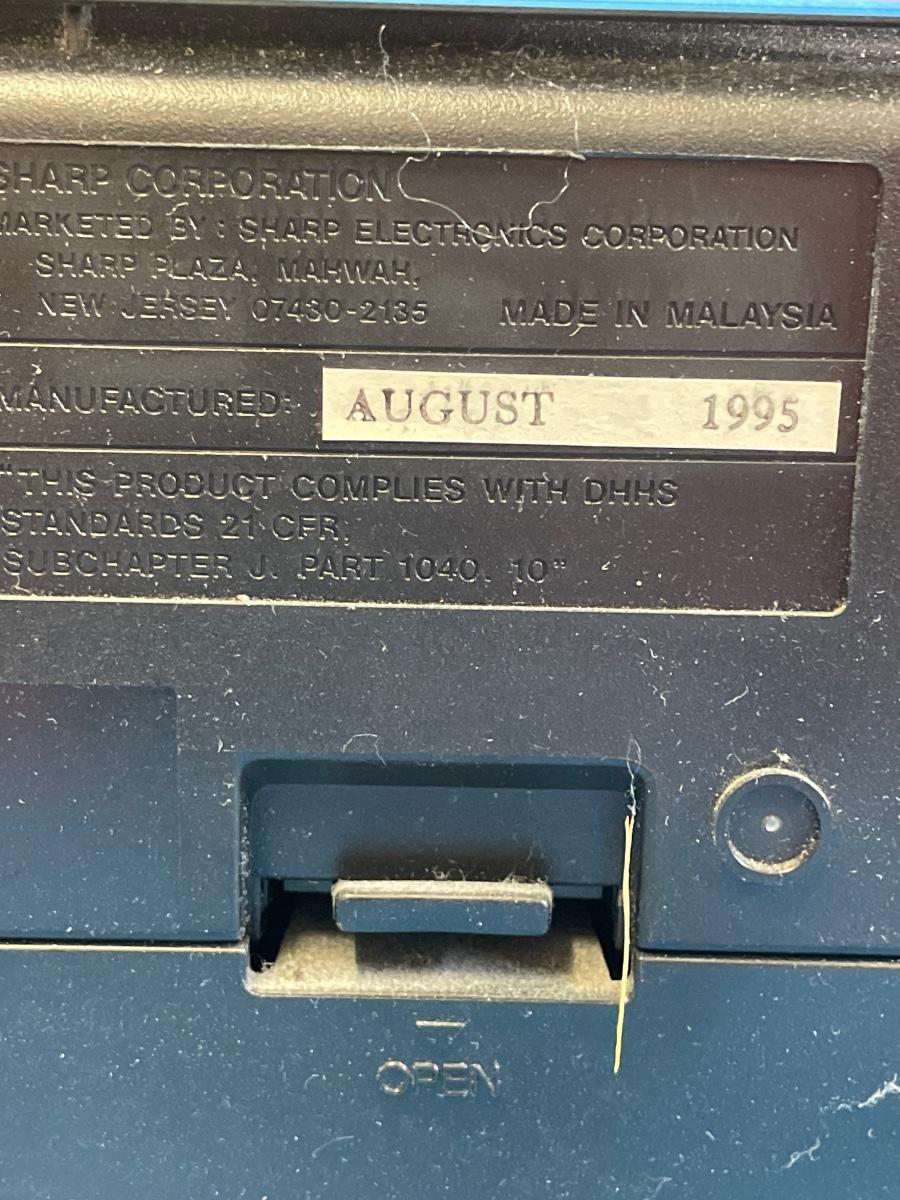 SHARP CORPORATION
MARKETED BY : SHARP ELECTRONICS CORPORATION
SHARP PLAZA, MAHWAH,
NEW JERSEY 07430-2135 MADE IN MALAYSIA
MANUFACTURED: AUGUST 1995
"THIS PRODUCT COMPLIES WITH DHHS
STANDARDS 21 CFR,
SUBCHAPTER J. PART 1040. 10"
OPEN